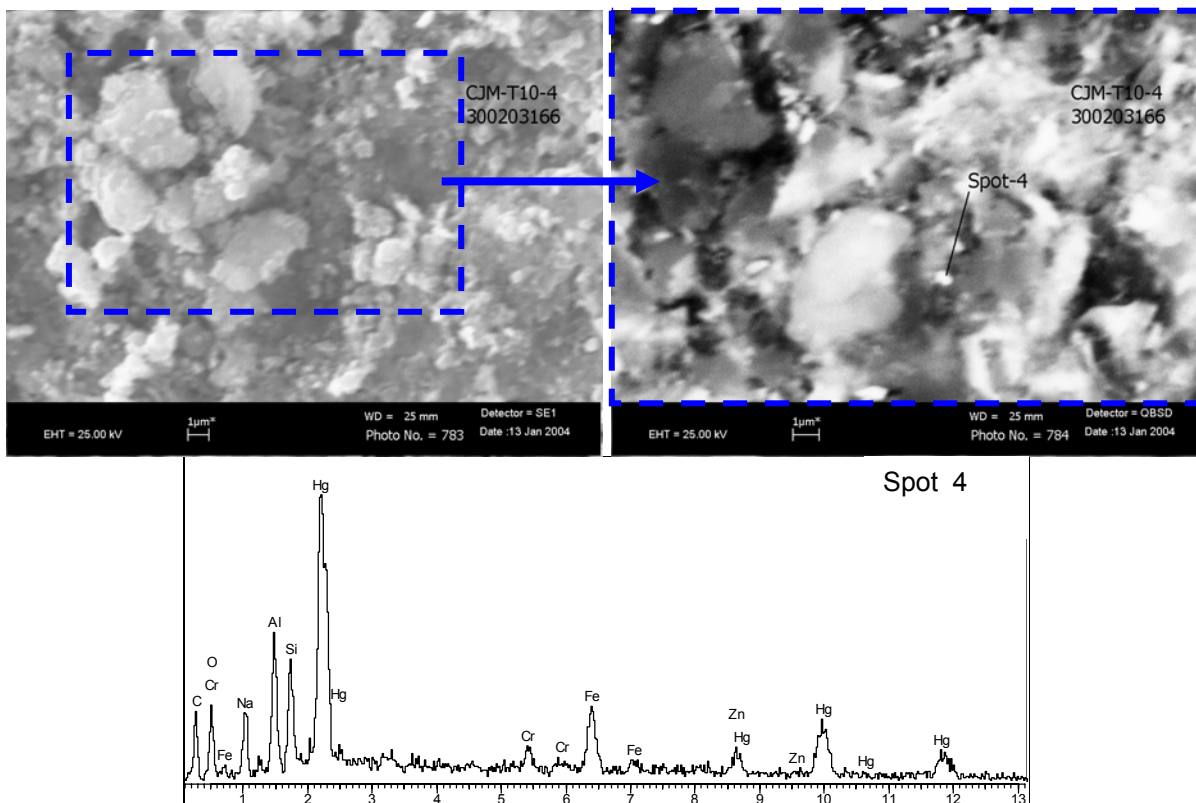 CJM-T10-4
300203166
EHT = 25.00 kV
1µm*
WD = 25 mm
Photo No. = 783
Detector = SE1
Date :13 Jan 2004
CJM-T10-4
300203166
Spot-4
EHT = 25.00 kV
1µm*
WD = 25 mm
Photo No. = 784
Detector = QBSD
Date :13 Jan 2004
Spot 4
Hg
Al
Si
O
Cr
C
Na
Fe
Hg
Cr
Cr
Fe
Fe
Zn
Hg
Zn
Hg
Hg
Hg
1 2 3 4 5 6 7 8 9 10 11 12 13